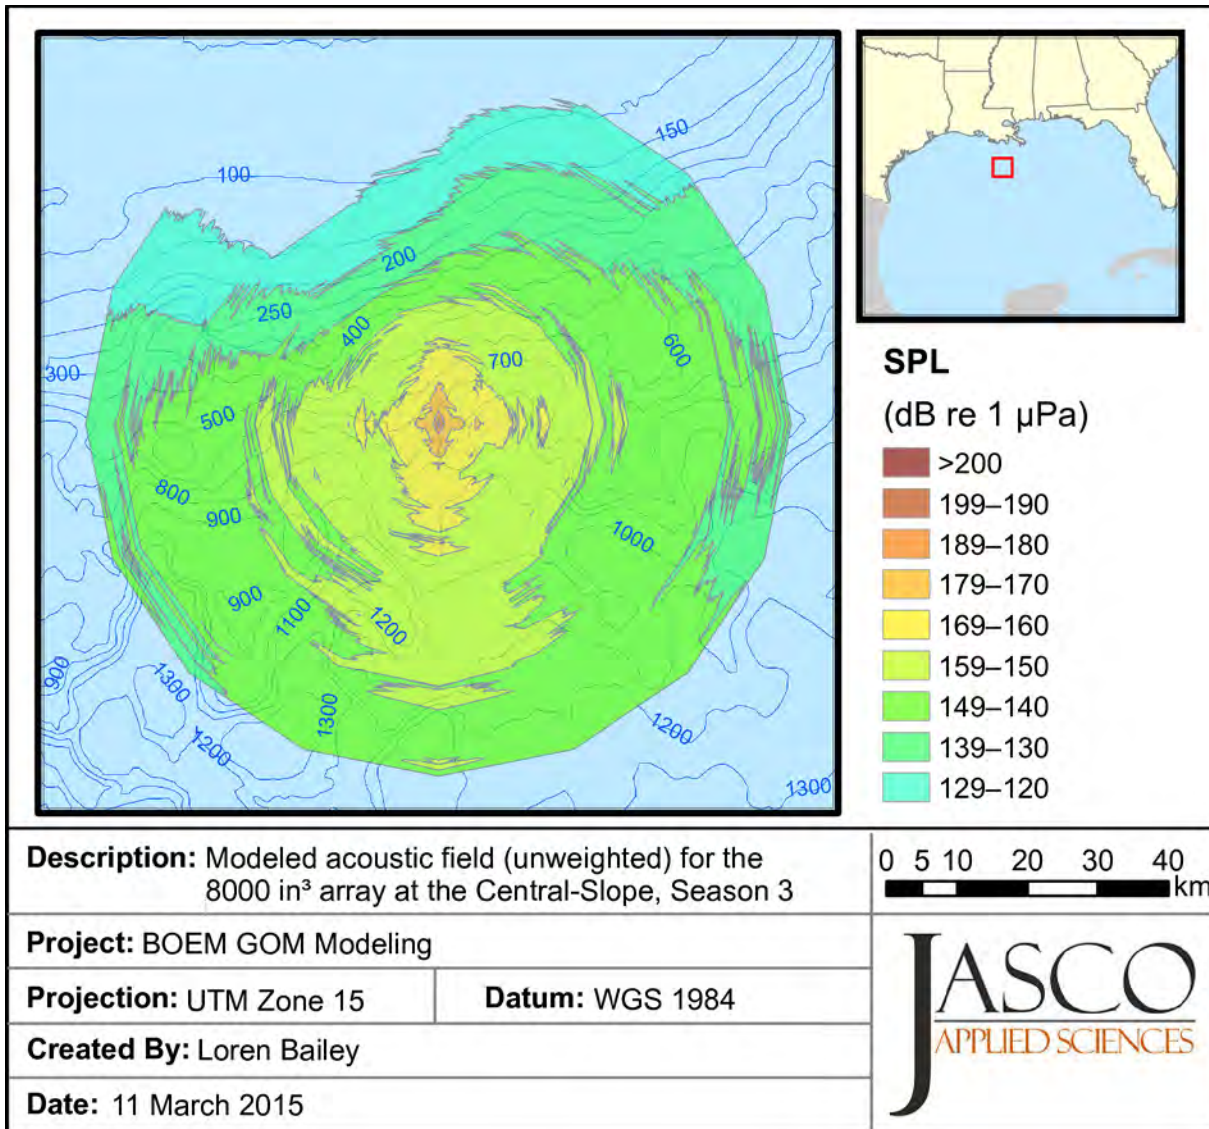 100
150
200
250
300
400
500
600
700
800
900
900
1000
1100
1200
900
1300
1200
1300
1200
1300
SPL
(dB re 1 µPa)
>200
199–190
189–180
179–170
169–160
159–150
149–140
139–130
129–120
Description: Modeled acoustic field (unweighted) for the
8000 in³ array at the Central-Slope, Season 3
0 5 10 20 30 40
km
Project: BOEM GOM Modeling
Projection: UTM Zone 15 Datum: WGS 1984
Created By: Loren Bailey
Date: 11 March 2015
JASCO
APPLIED SCIENCES